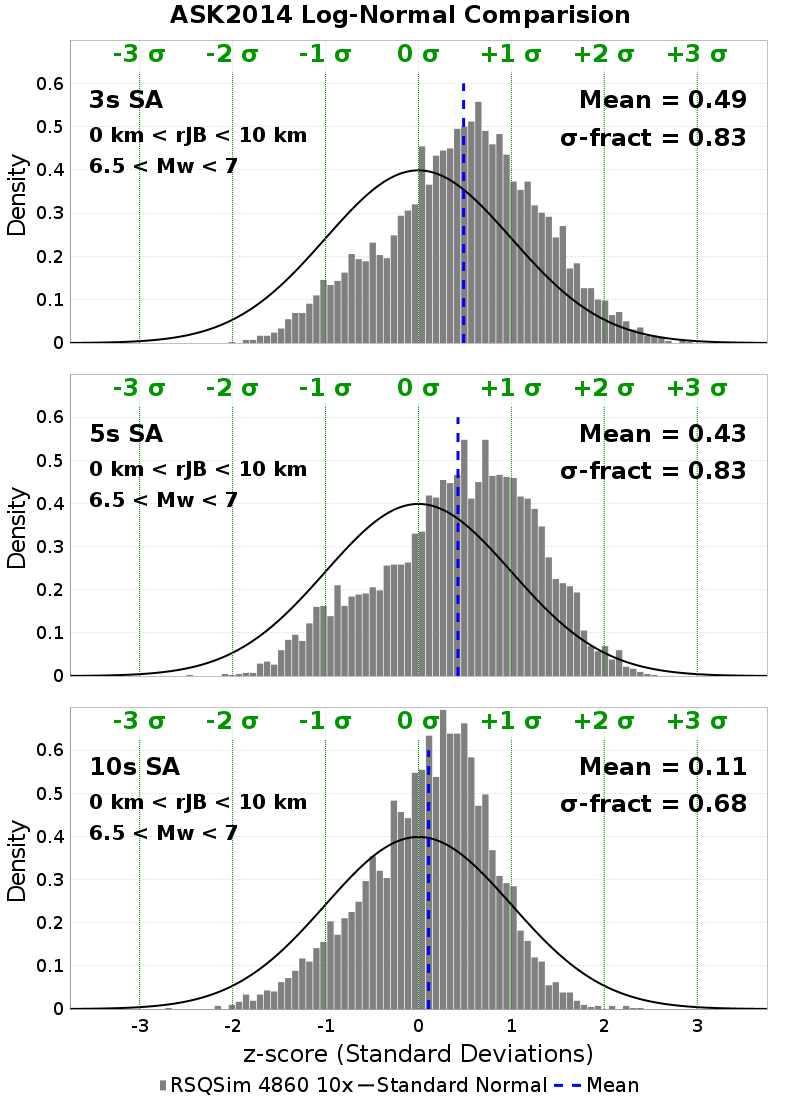 ASK2014 Log-Normal Comparision
-3 σ -2 σ -1 σ 0 σ +1 σ +2 σ +3 σ
3s SA
0 km < rJB < 10 km
6.5 < Mw < 7
Mean = 0.49
σ-fract = 0.83
0.6
0.5
0.4
0.3
0.2
0.1
0
Density
-3 σ -2 σ -1 σ 0 σ +1 σ +2 σ +3 σ
5s SA
0 km < rJB < 10 km
6.5 < Mw < 7
Mean = 0.43
σ-fract = 0.83
0.6
0.5
0.4
0.3
0.2
0.1
0
Density
-3 σ -2 σ -1 σ 0 σ +1 σ +2 σ +3 σ
10s SA
0 km < rJB < 10 km
6.5 < Mw < 7
Mean = 0.11
σ-fract = 0.68
0.6
0.5
0.4
0.3
0.2
0.1
0
Density
-3 -2 -1 0 1 2 3
z-score (Standard Deviations)
RSQSim 4860 10x Standard Normal Mean